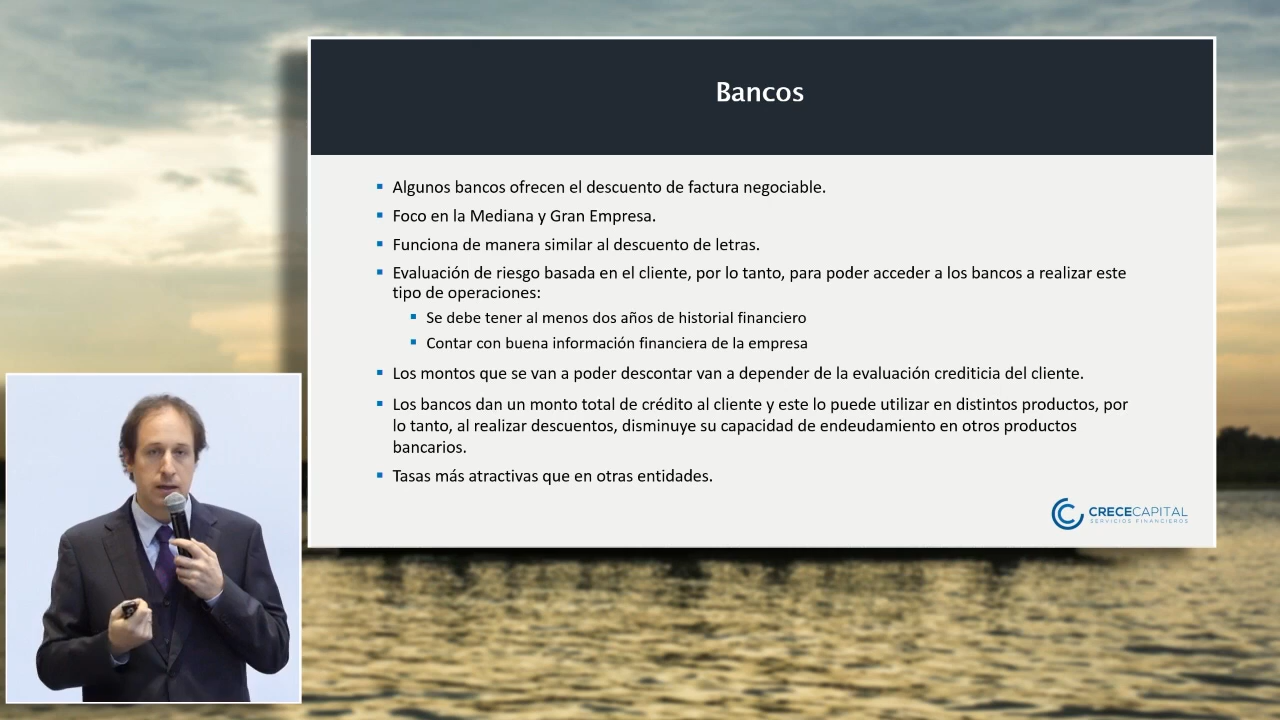 Bancos
Algunos bancos ofrecen el descuento de factura negociable.
Foco en la Mediana y Gran Empresa.
Funciona de manera similar al descuento de letras.
Evaluación de riesgo basada en el cliente, por lo tanto, para poder acceder a los bancos a realizar este
tipo de operaciones:
Se debe tener al menos dos años de historial financiero
Contar con buena información financiera de la empresa
Los montos que se van a poder descontar van a depender de la evaluación crediticia del cliente.
Los bancos dan un monto total de crédito al cliente y este lo puede utilizar en distintos productos, por
lo tanto, al realizar descuentos, disminuye su capacidad de endeudamiento en otros productos
bancarios.
Tasas más atractivas que en otras entidades.
CRECECAPITAL
SERVICIOS FINANCIEROS